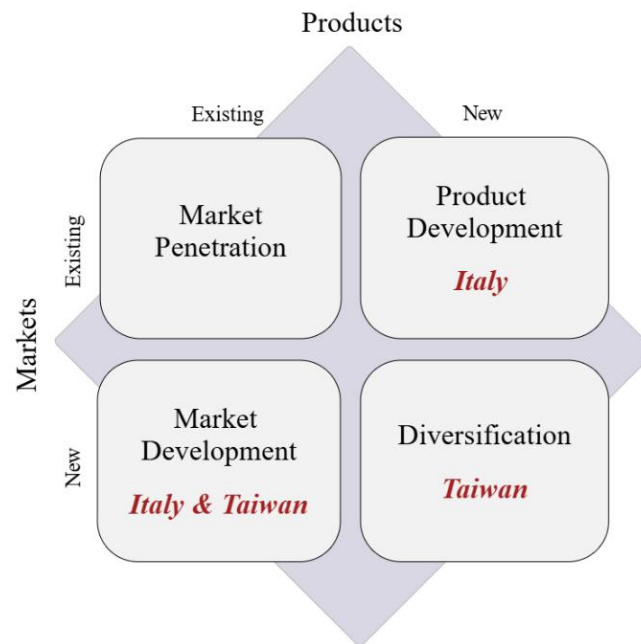 Products
Existing
New
Markets
Existing
Market
Penetration
Product
Development
Italy
New
Market
Development
Italy & Taiwan
Diversification
Taiwan